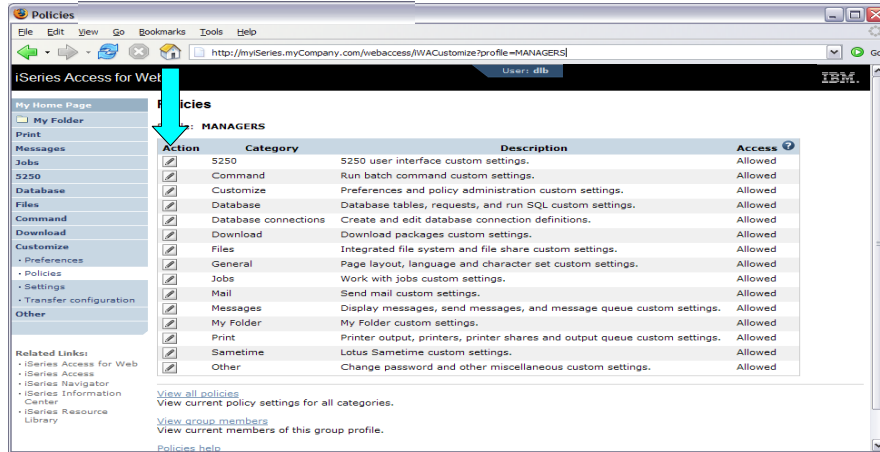 Policies
File Edit View Go Bookmarks Tools Help
http://myiSeries.myCompany.com/webaccess/iWACustomize?profile=MANAGERS
iSeries Access for Web
User: dlb
IBM.
My Home Page
My Folder
Print
Messages
Jobs
5250
Database
Files
Command
Download
Customize
• Preferences
• Policies
• Settings
• Transfer configuration
Other
Related Links:
• iSeries Access for Web
• iSeries Access
• iSeries Navigator
• iSeries Information Center
• iSeries Resource Library
Policies
MANAGERS
Action Category Description Access
5250 5250 user interface custom settings. Allowed
Command Run batch command custom settings. Allowed
Customize Preferences and policy administration custom settings. Allowed
Database Database tables, requests, and run SQL custom settings. Allowed
Database connections Create and edit database connection definitions. Allowed
Download Download packages custom settings. Allowed
Files Integrated file system and file share custom settings. Allowed
General Page layout, language and character set custom settings. Allowed
Jobs Work with jobs custom settings. Allowed
Mail Send mail custom settings. Allowed
Messages Display messages, send messages, and message queue custom settings. Allowed
My Folder My Folder custom settings. Allowed
Print Printer output, printers, printer shares and output queue custom settings. Allowed
Sametime Lotus Sametime custom settings. Allowed
Other Change password and other miscellaneous custom settings. Allowed
View all policies
View current policy settings for all categories.
View group members
View current members of this group profile.
Policies help